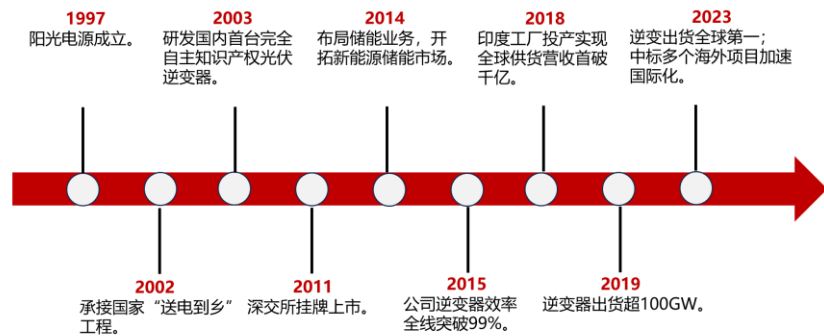 1997
阳光电源成立。
2003
研发国内首台完全
自主知识产权光伏
逆变器。
2014
布局储能业务，开
拓新能源储能市场。
2018
印度工厂投产实现
全球供货营收首破
千亿。
2023
逆变出货全球第一；
中标多个海外项目加速
国际化。
2002
承接国家“送电到乡”
工程。
2011
深交所挂牌上市。
2015
公司逆变器效率
全线突破99%。
2019
逆变器出货超100GW。